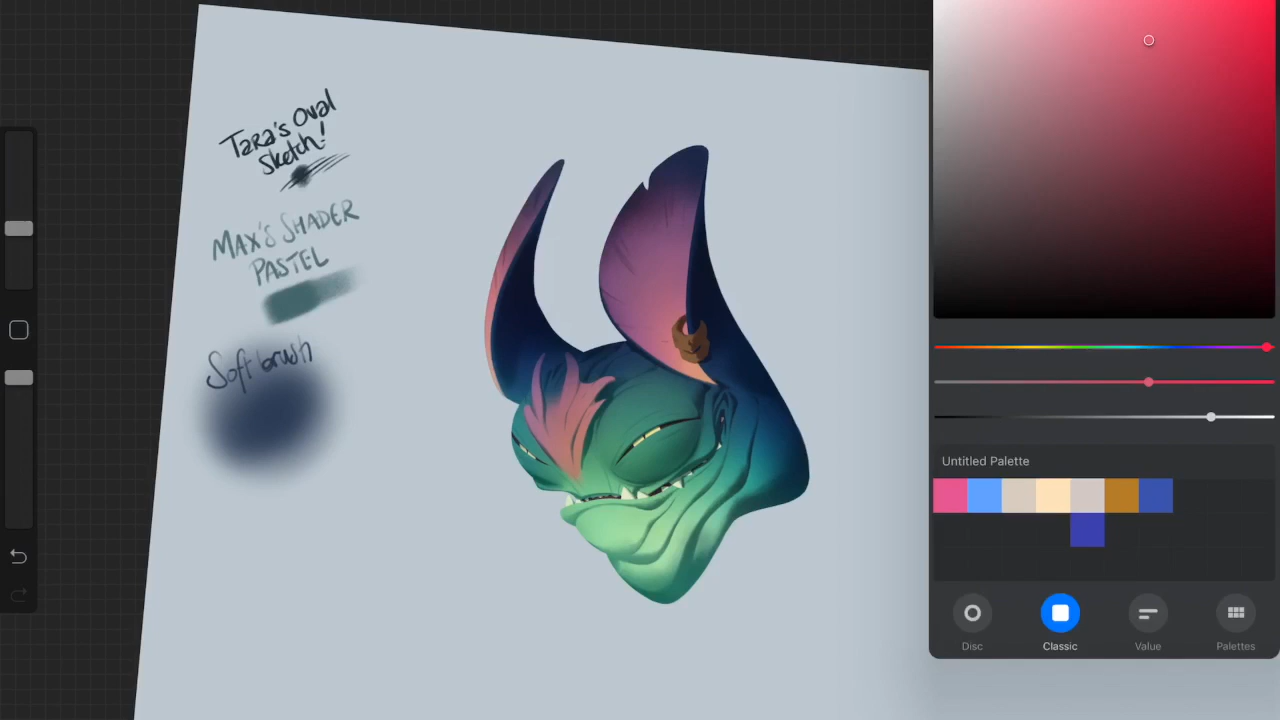 Tara's Oval
Sketch!
MAX'S SHADER
PASTEL
Soft brush
Untitled Palette
Disc
Classic
Value
Palettes